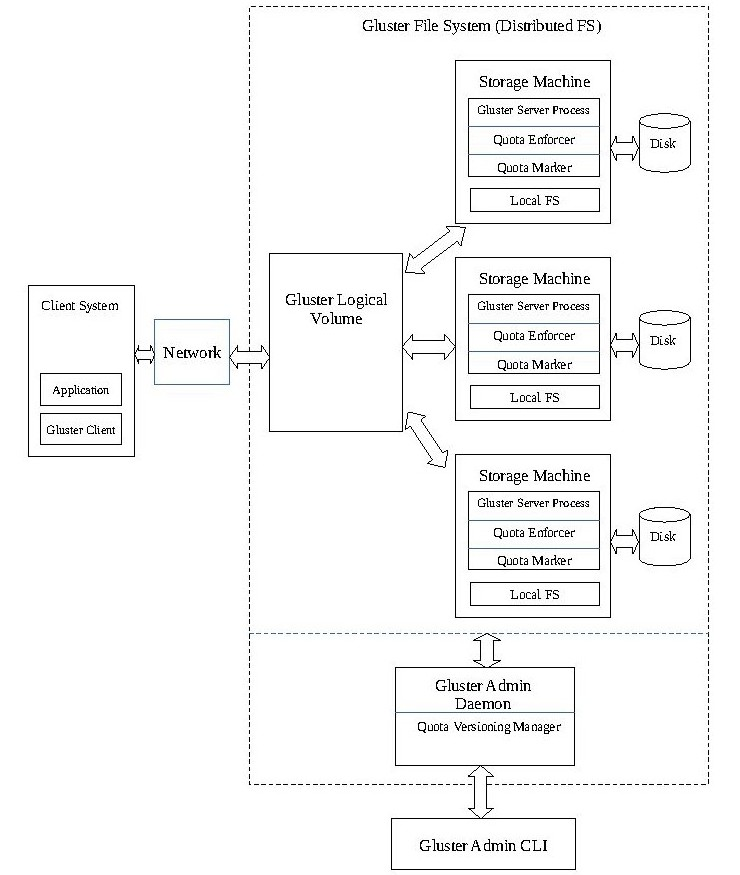 Gluster File System (Distributed FS)
Storage Machine
Gluster Server Process
Quota Enforcer
Quota Marker
Local FS
Disk
Client System
Application
Gluster Client
Network
Gluster Logical
Volume
Storage Machine
Gluster Server Process
Quota Enforcer
Quota Marker
Local FS
Disk
Storage Machine
Gluster Server Process
Quota Enforcer
Quota Marker
Local FS
Disk
Gluster Admin
Daemon
Quota Versioning Manager
Gluster Admin CLI